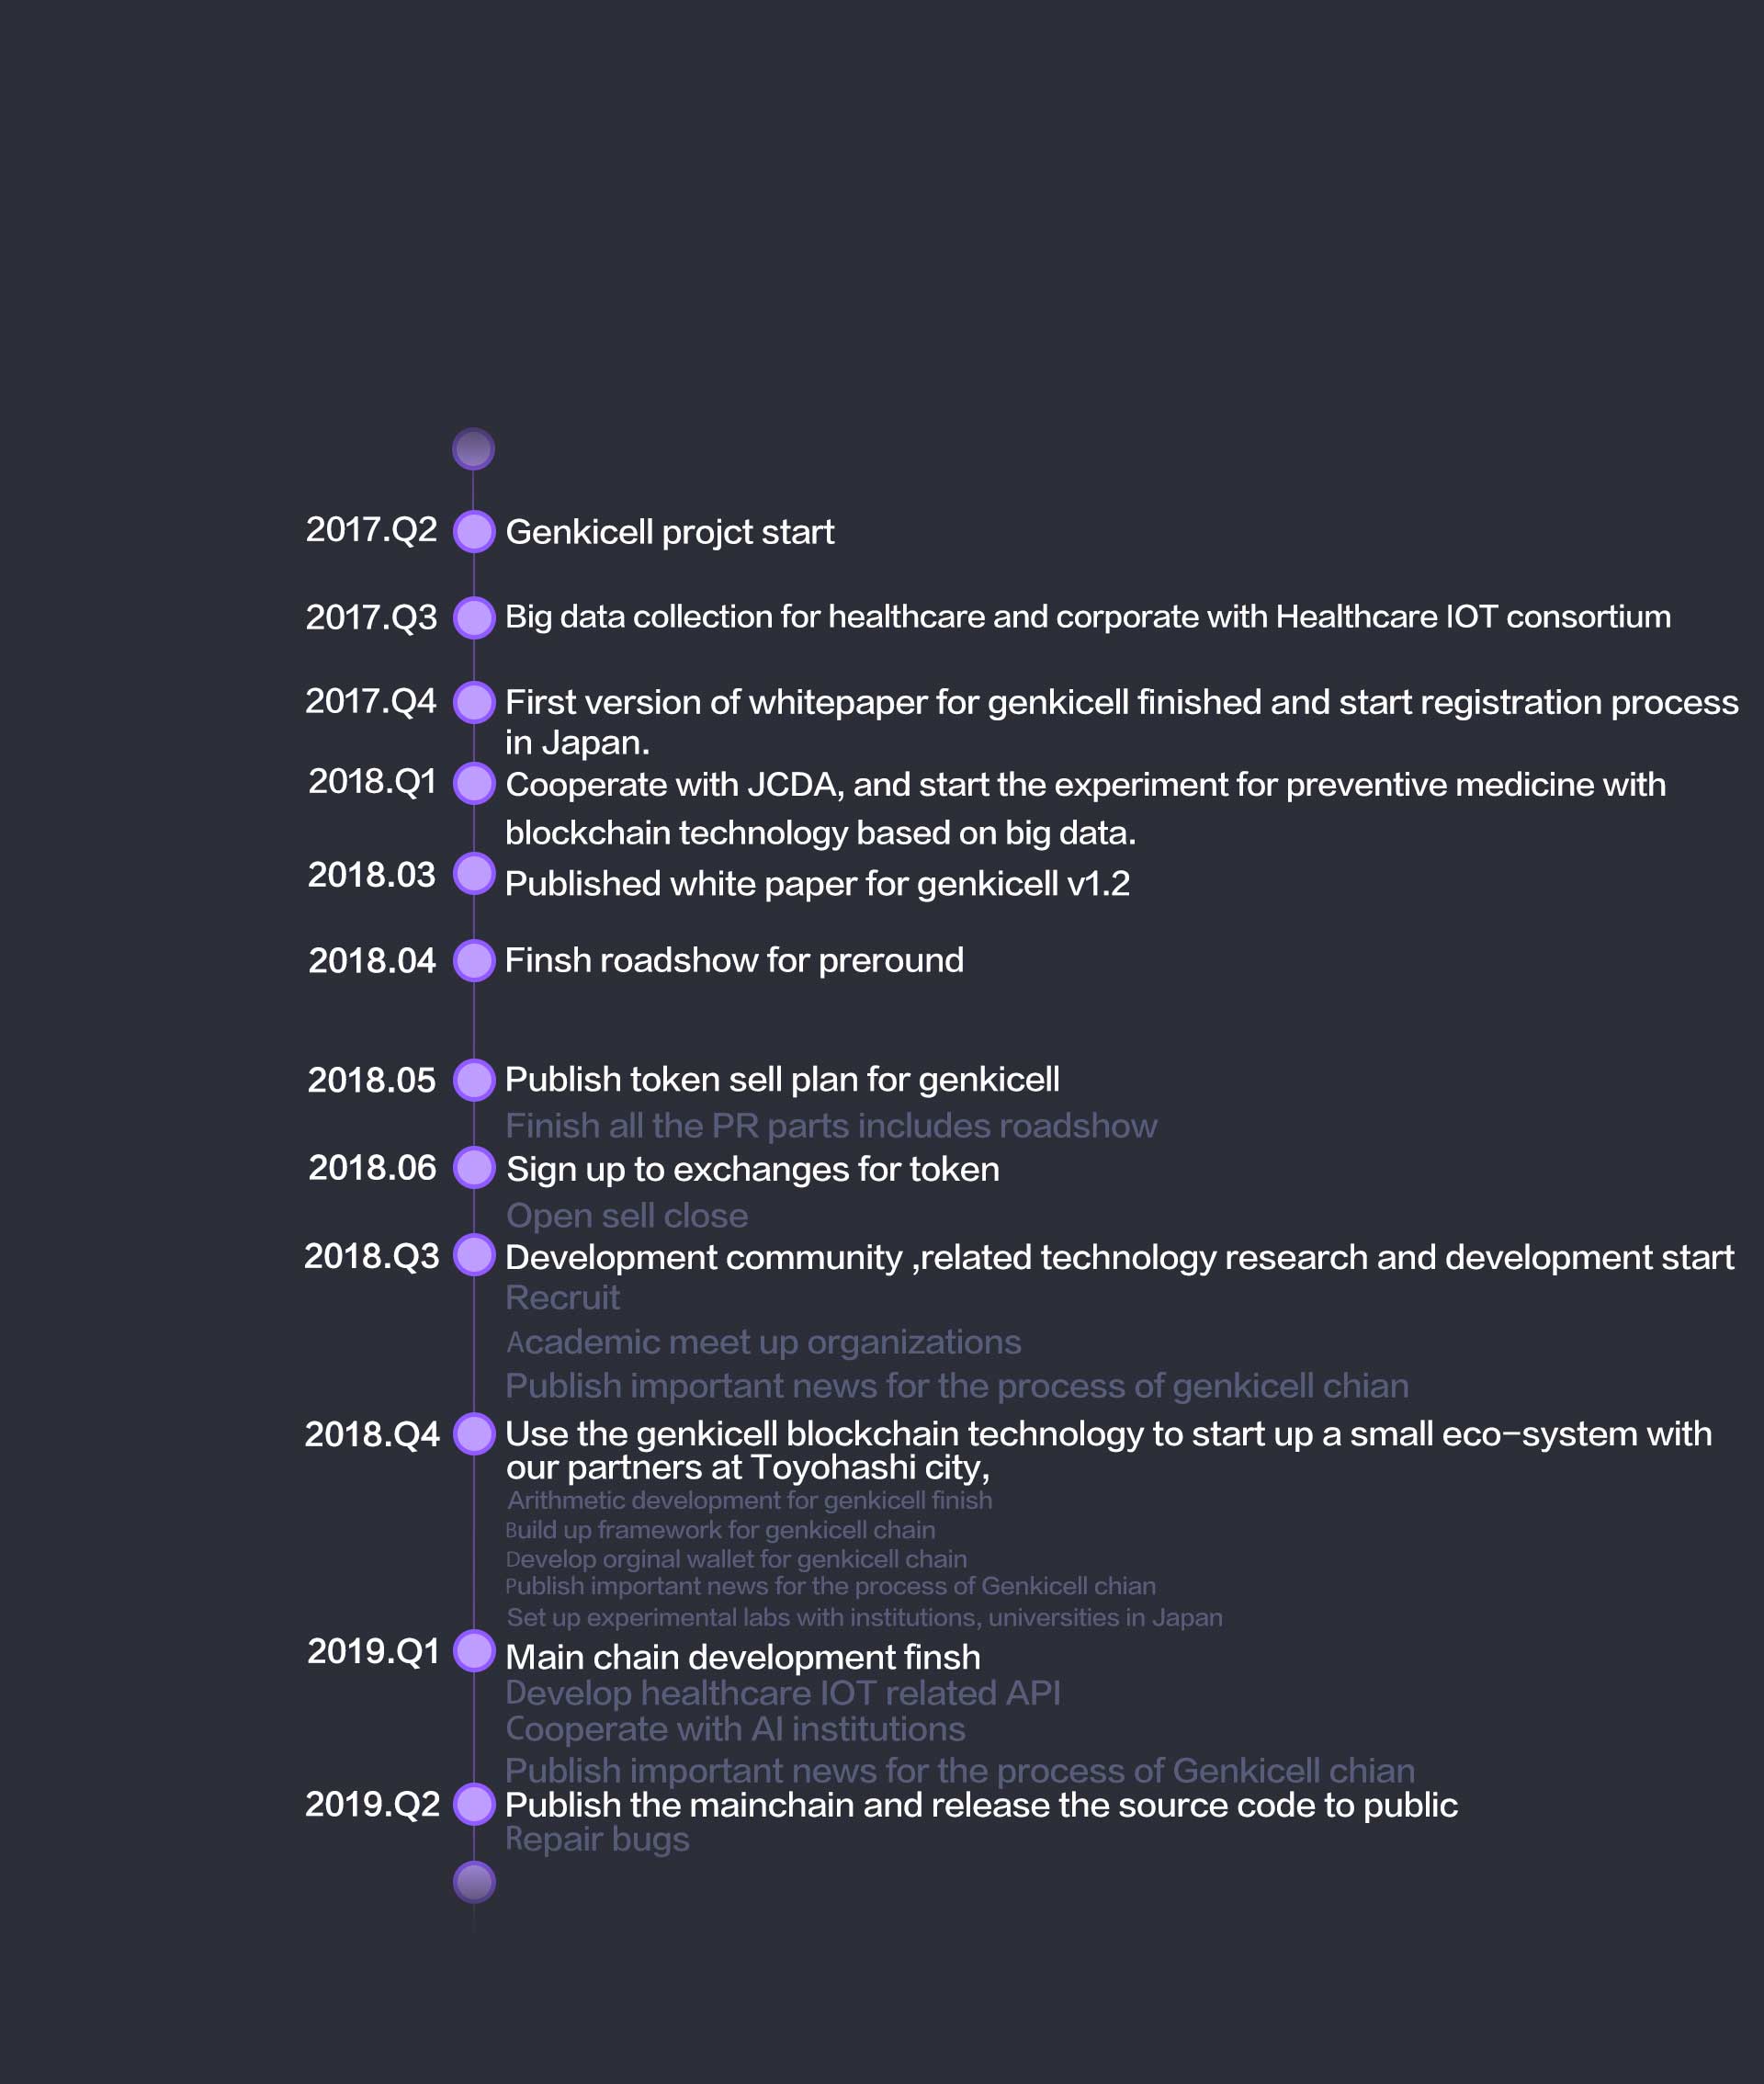 2017.Q2 Genkicell projct start
2017.Q3 Big data collection for healthcare and corporate with Healthcare IOT consortium
2017.Q4 First version of whitepaper for genkicell finished and start registration process
in Japan.
2018.Q1 Cooperate with JCDA, and start the experiment for preventive medicine with
blockchain technology based on big data.
2018.03 Published white paper for genkicell v1.2
2018.04 Finsh roadshow for preround
2018.05 Publish token sell plan for genkicell
Finish all the PR parts includes roadshow
2018.06 Sign up to exchanges for token
Open sell close
2018.Q3 Development community ,related technology research and development start
Recruit
Academic meet up organizations
Publish important news for the process of genkicell chian
2018.Q4 Use the genkicell blockchain technology to start up a small eco-system with
our partners at Toyohashi city,
Arithmetic development for genkicell finish
Build up framework for genkicell chain
Develop orginal wallet for genkicell chain
Publish important news for the process of Genkicell chian
Set up experimental labs with institutions, universities in Japan
2019.Q1 Main chain development finsh
Develop healthcare IOT related API
Cooperate with AI institutions
Publish important news for the process of Genkicell chian
2019.Q2 Publish the mainchain and release the source code to public
Repair bugs